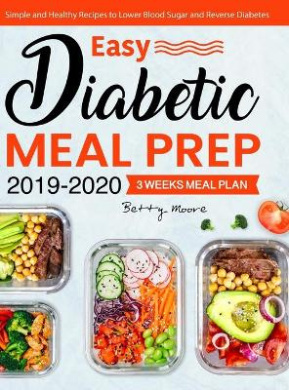 Simple and Healthy Recipes to Lower Blood Sugar and Reverse Diabetes
Easy
Diabetic
MEAL PREP
2019-2020 3 WEEKS MEAL PLAN
Betty Moore